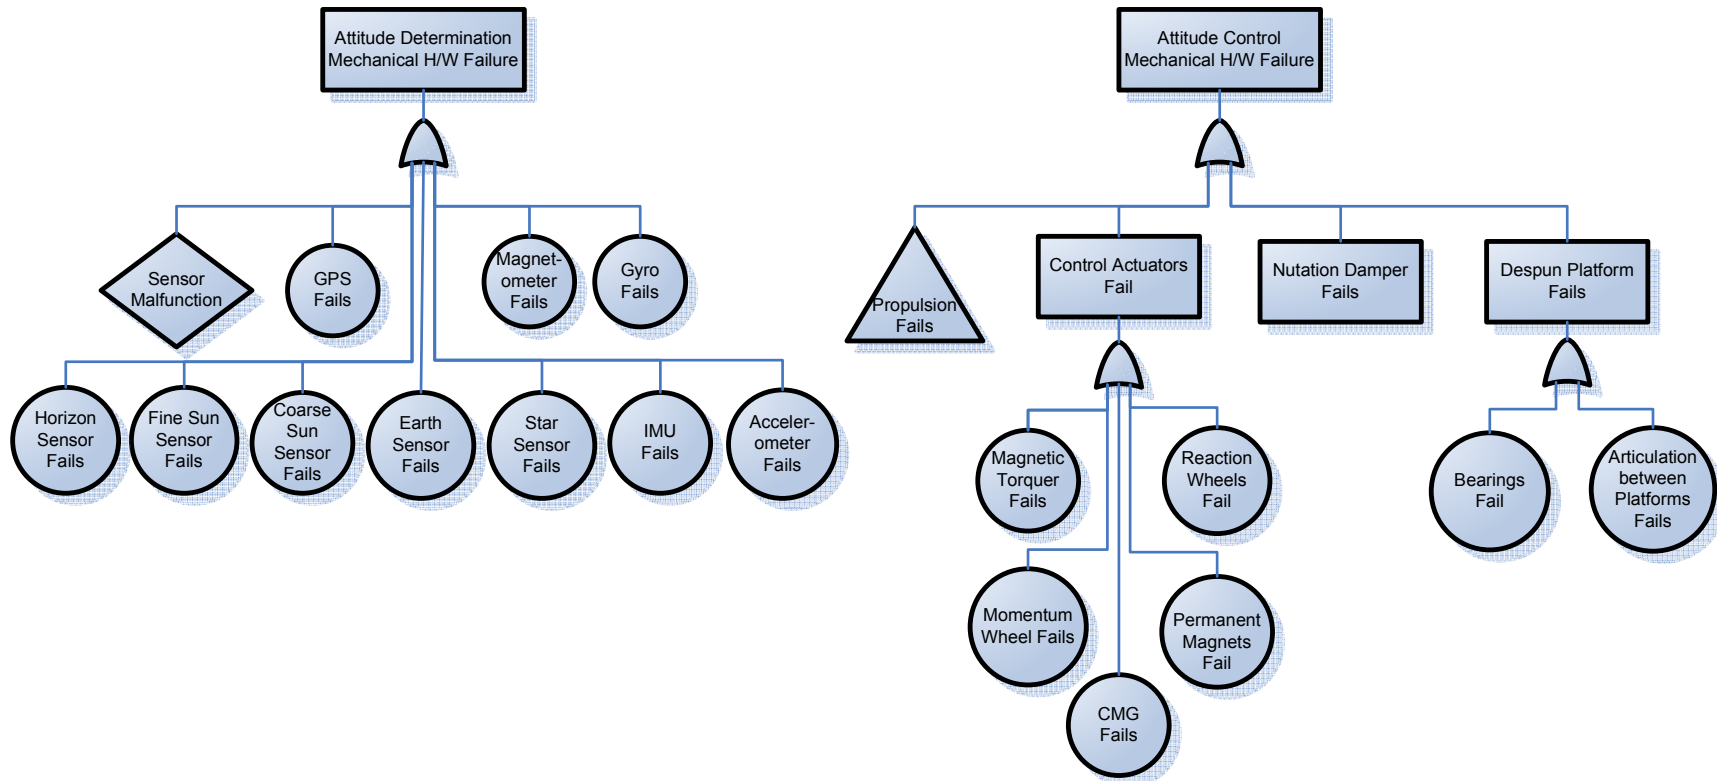 Attitude Determination
Mechanical H/W Failure
Attitude Control
Mechanical H/W Failure
Sensor
Malfunction
GPS
Fails
Magnet-
ometer
Fails
Gyro
Fails
Propulsion
Fails
Control Actuators
Fail
Nutation Damper
Fails
Despun Platform
Fails
Horizon
Sensor
Fails
Fine Sun
Sensor
Fails
Coarse
Sun
Sensor
Fails
Earth
Sensor
Fails
Star
Sensor
Fails
IMU
Fails
Acceler-
ometer
Fails
Magnetic
Torquer
Fails
Reaction
Wheels
Fail
Bearings
Fail
Articulation
between
Platforms
Fails
Momentum
Wheel Fails
Permanent
Magnets
Fail
CMG
Fails